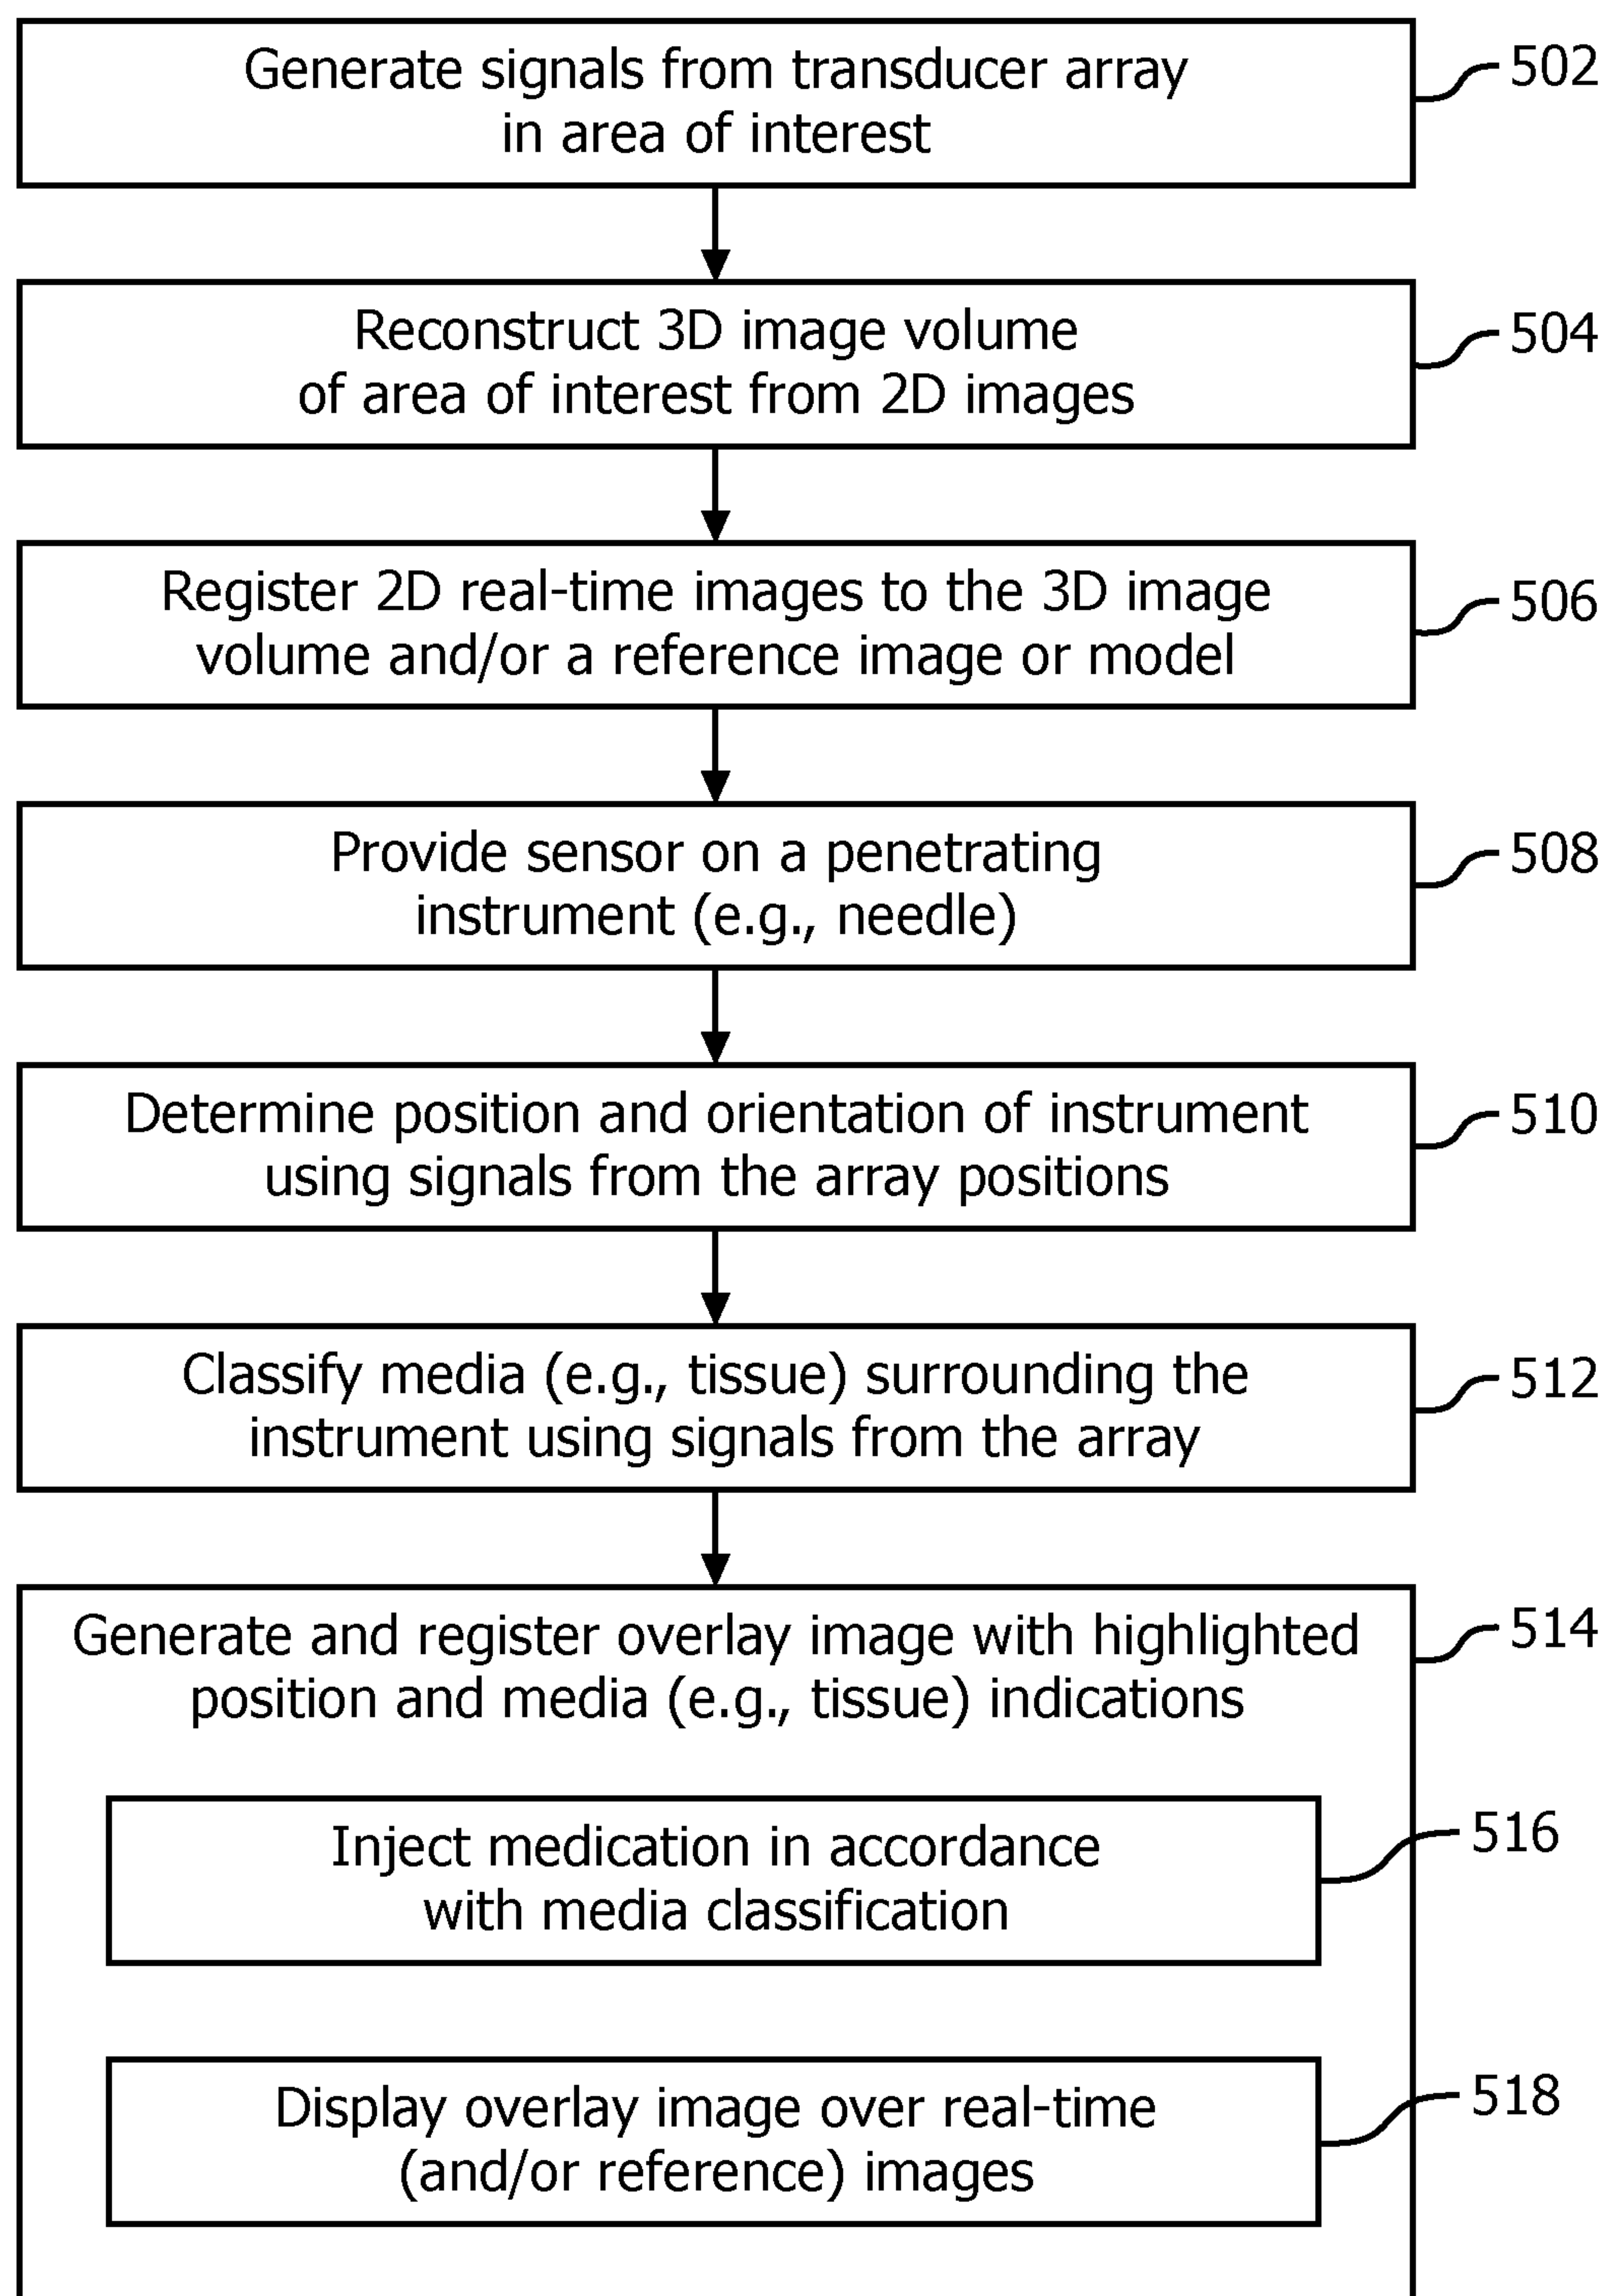 Generate signals from transducer array
in area of interest
502
Reconstruct 3D image volume
of area of interest from 2D images
504
Register 2D real-time images to the 3D image
volume and/or a reference image or model
506
Provide sensor on a penetrating
instrument (e.g., needle)
508
Determine position and orientation of instrument
using signals from the array positions
510
Classify media (e.g., tissue) surrounding the
instrument using signals from the array
512
Generate and register overlay image with highlighted
position and media (e.g., tissue) indications
514
Inject medication in accordance
with media classification
516
Display overlay image over real-time
(and/or reference) images
518